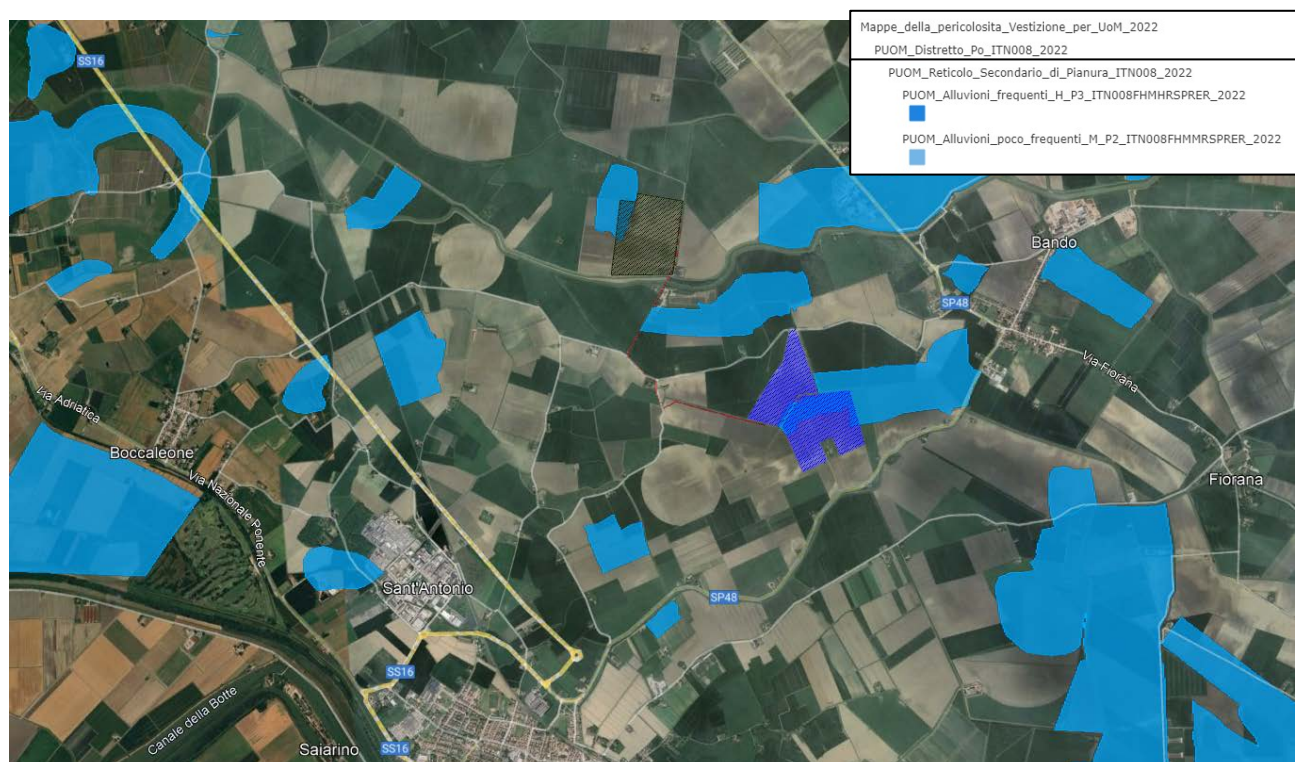 Mappe_della_pericolosita_Vestizione_per_UoM_2022
PUOM_Distretto_Po_ITN008_2022
PUOM_Reticolo_Secondario_di_Pianura_ITN008_2022
PUOM_Alluvioni_frequenti_H_P3_ITN008FHMHRSPRER_2022
PUOM_Alluvioni_poco_frequenti_M_P2_ITN008FHMMRSPRER_2022
SS16
Bando
SP48
Via Fiorana
Via Adriatica
Boccaleone
Via Nazionale Ponente
Fiorana
Sant'Antonio
SP48
SS16
Canale della Botte
Saiarino
SS16